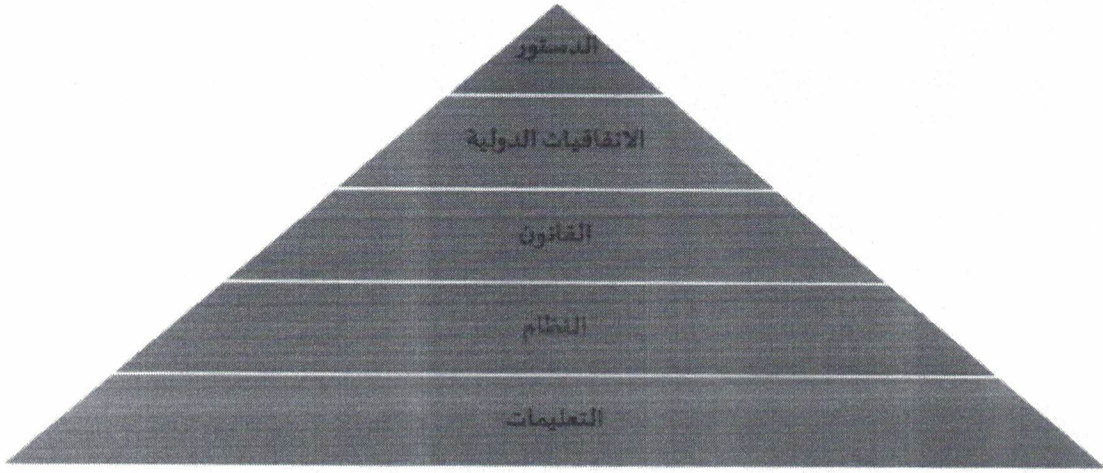 الدستور
الاتفاقيات الدولية
القانون
النظام
التعليمات